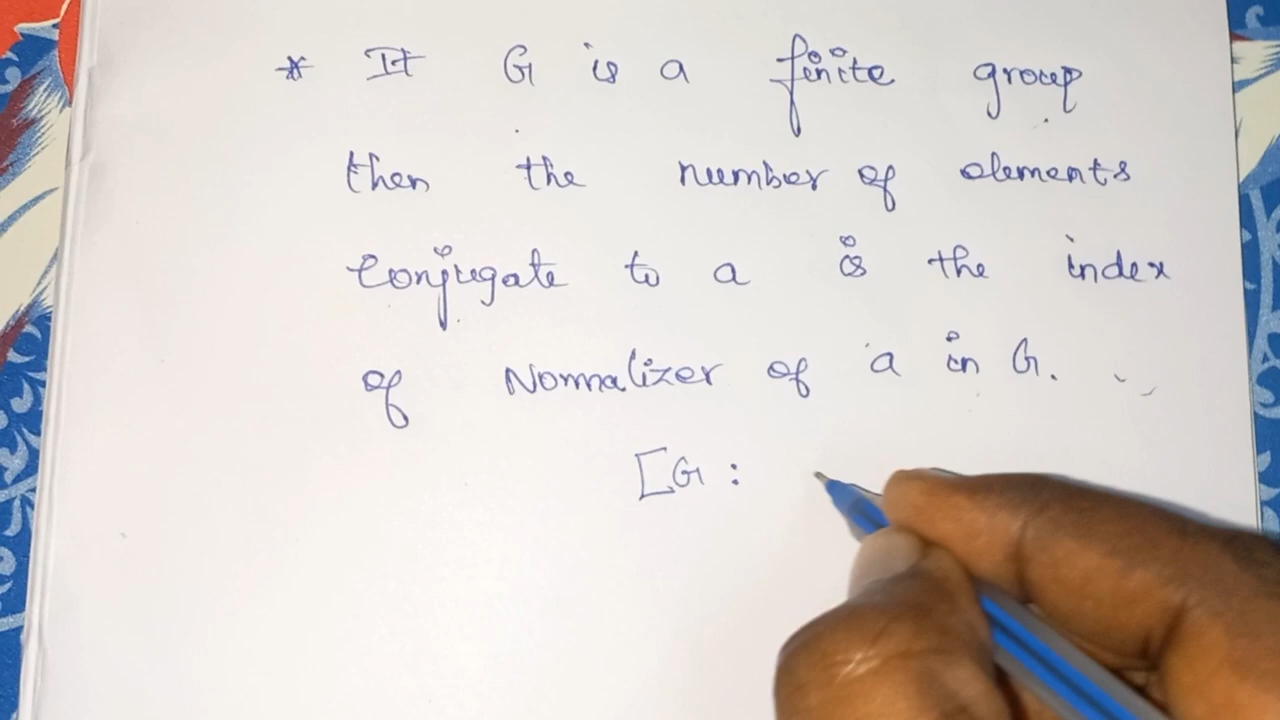 * If G is a finite group
then the number of elements
Conjugate to a is the index
of Normalizer of a in G.
[G :